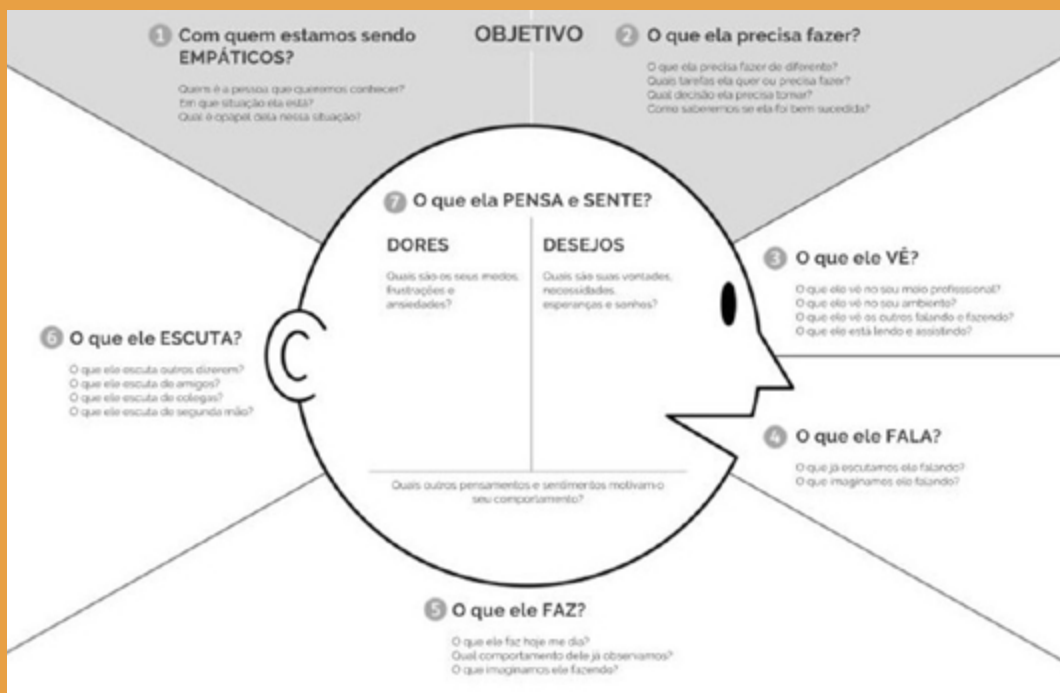 OBJETIVO
1 Com quem estamos sendo
EMPÁTICOS?
Quem é a pessoa que queremos conhecer?
Em que situação ela está?
Qual é opapel dela nessa situação?
2 O que ela precisa fazer?
O que ela precisa fazer de diferente?
Quais tarefas ela quer ou precisa fazer?
Qual decisão ela precisa tomar?
Como saberemos se ela foi bem sucedida?
3 O que ele VÊ?
O que ele vê no seu meio profissional?
O que ele vê no seu ambiente?
O que ele vê os outros falando e fazendo?
O que ele está lendo e assistindo?
4 O que ele FALA?
O que já escutamos ele falando?
O que imaginamos ele falando?
5 O que ele FAZ?
O que ele faz hoje me dia?
Qual comportamento dele já observamos?
O que imaginamos ele fazendo?
6 O que ele ESCUTA?
O que ele escuta outros dizerem?
O que ele escuta de amigos?
O que ele escuta de colegas?
O que ele escuta de segunda mão?
7 O que ela PENSA e SENTE?
DORES
Quais são os seus medos,
frustrações e
ansiedades?
DESEJOS
Quais são suas vontades,
necessidades,
esperanças e sonhos?
Quais outros pensamentos e sentimentos motivam o
seu comportamento?